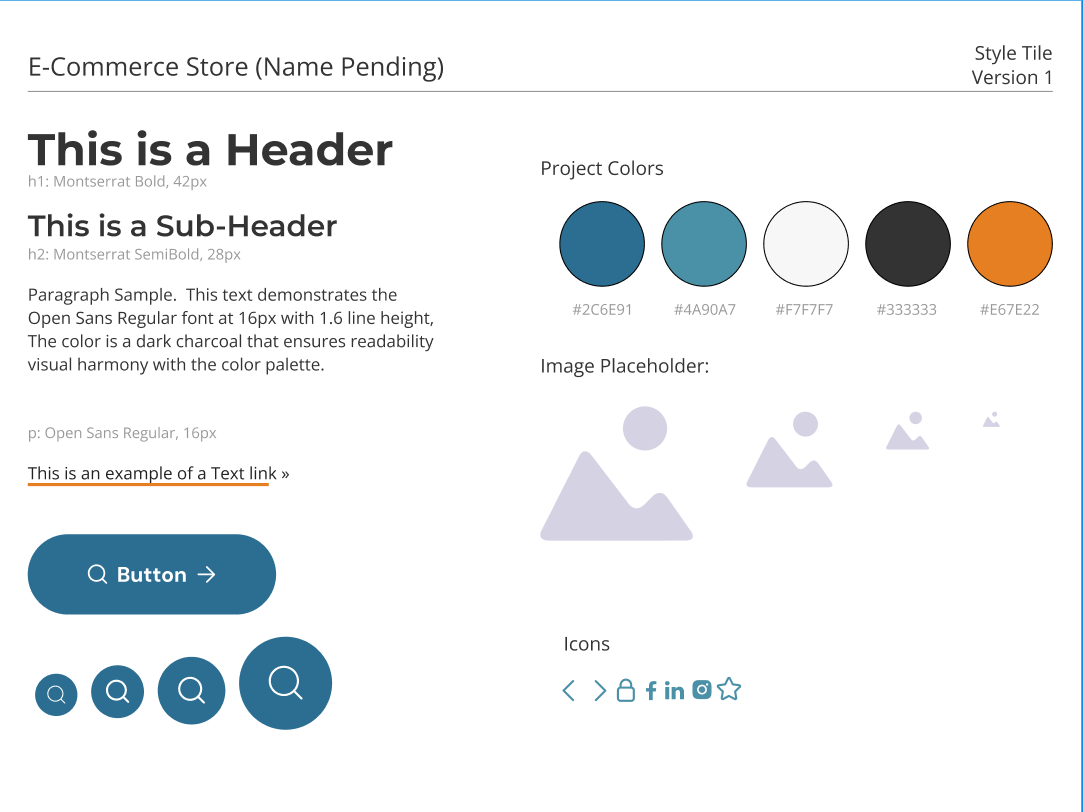 E-Commerce Store (Name Pending)
Style Tile
Version 1
This is a Header
h1: Montserrat Bold, 42px
This is a Sub-Header
h2: Montserrat SemiBold, 28px
Paragraph Sample.  This text demonstrates the
Open Sans Regular font at 16px with 1.6 line height,
The color is a dark charcoal that ensures readability
visual harmony with the color palette.
p: Open Sans Regular, 16px
This is an example of a Text link »
Button
Project Colors
#2C6E91
#4A90A7
#F7F7F7
#333333
#E67E22
Image Placeholder:
Icons